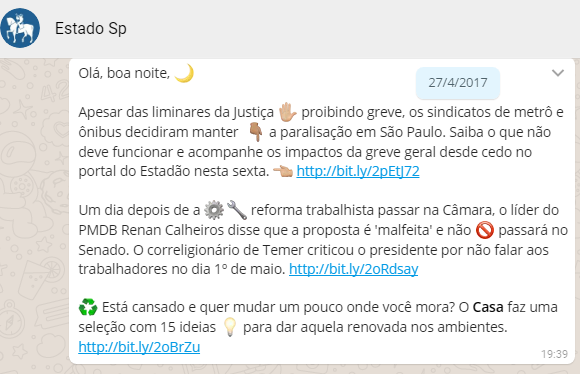 Estado Sp
Olá, boa noite, 🌙
27/4/2017
Apesar das liminares da Justiça ✋🏽 proibindo greve, os sindicatos de metrô e
ônibus decidiram manter 👇🏽 a paralisação em São Paulo. Saiba o que não
deve funcionar e acompanhe os impactos da greve geral desde cedo no
portal do Estadão nesta sexta. 👈🏼 http://bit.ly/2pEtJ72
Um dia depois de a ⚙🔧 reforma trabalhista passar na Câmara, o líder do
PMDB Renan Calheiros disse que a proposta é 'malfeita' e não 🚫 passará no
Senado. O correligionário de Temer criticou o presidente por não falar aos
trabalhadores no dia 1º de maio. http://bit.ly/2oRdsay
♻ Está cansado e quer mudar um pouco onde você mora? O Casa faz uma
seleção com 15 ideias 💡 para dar aquela renovada nos ambientes.
http://bit.ly/2oBrZu
19:39